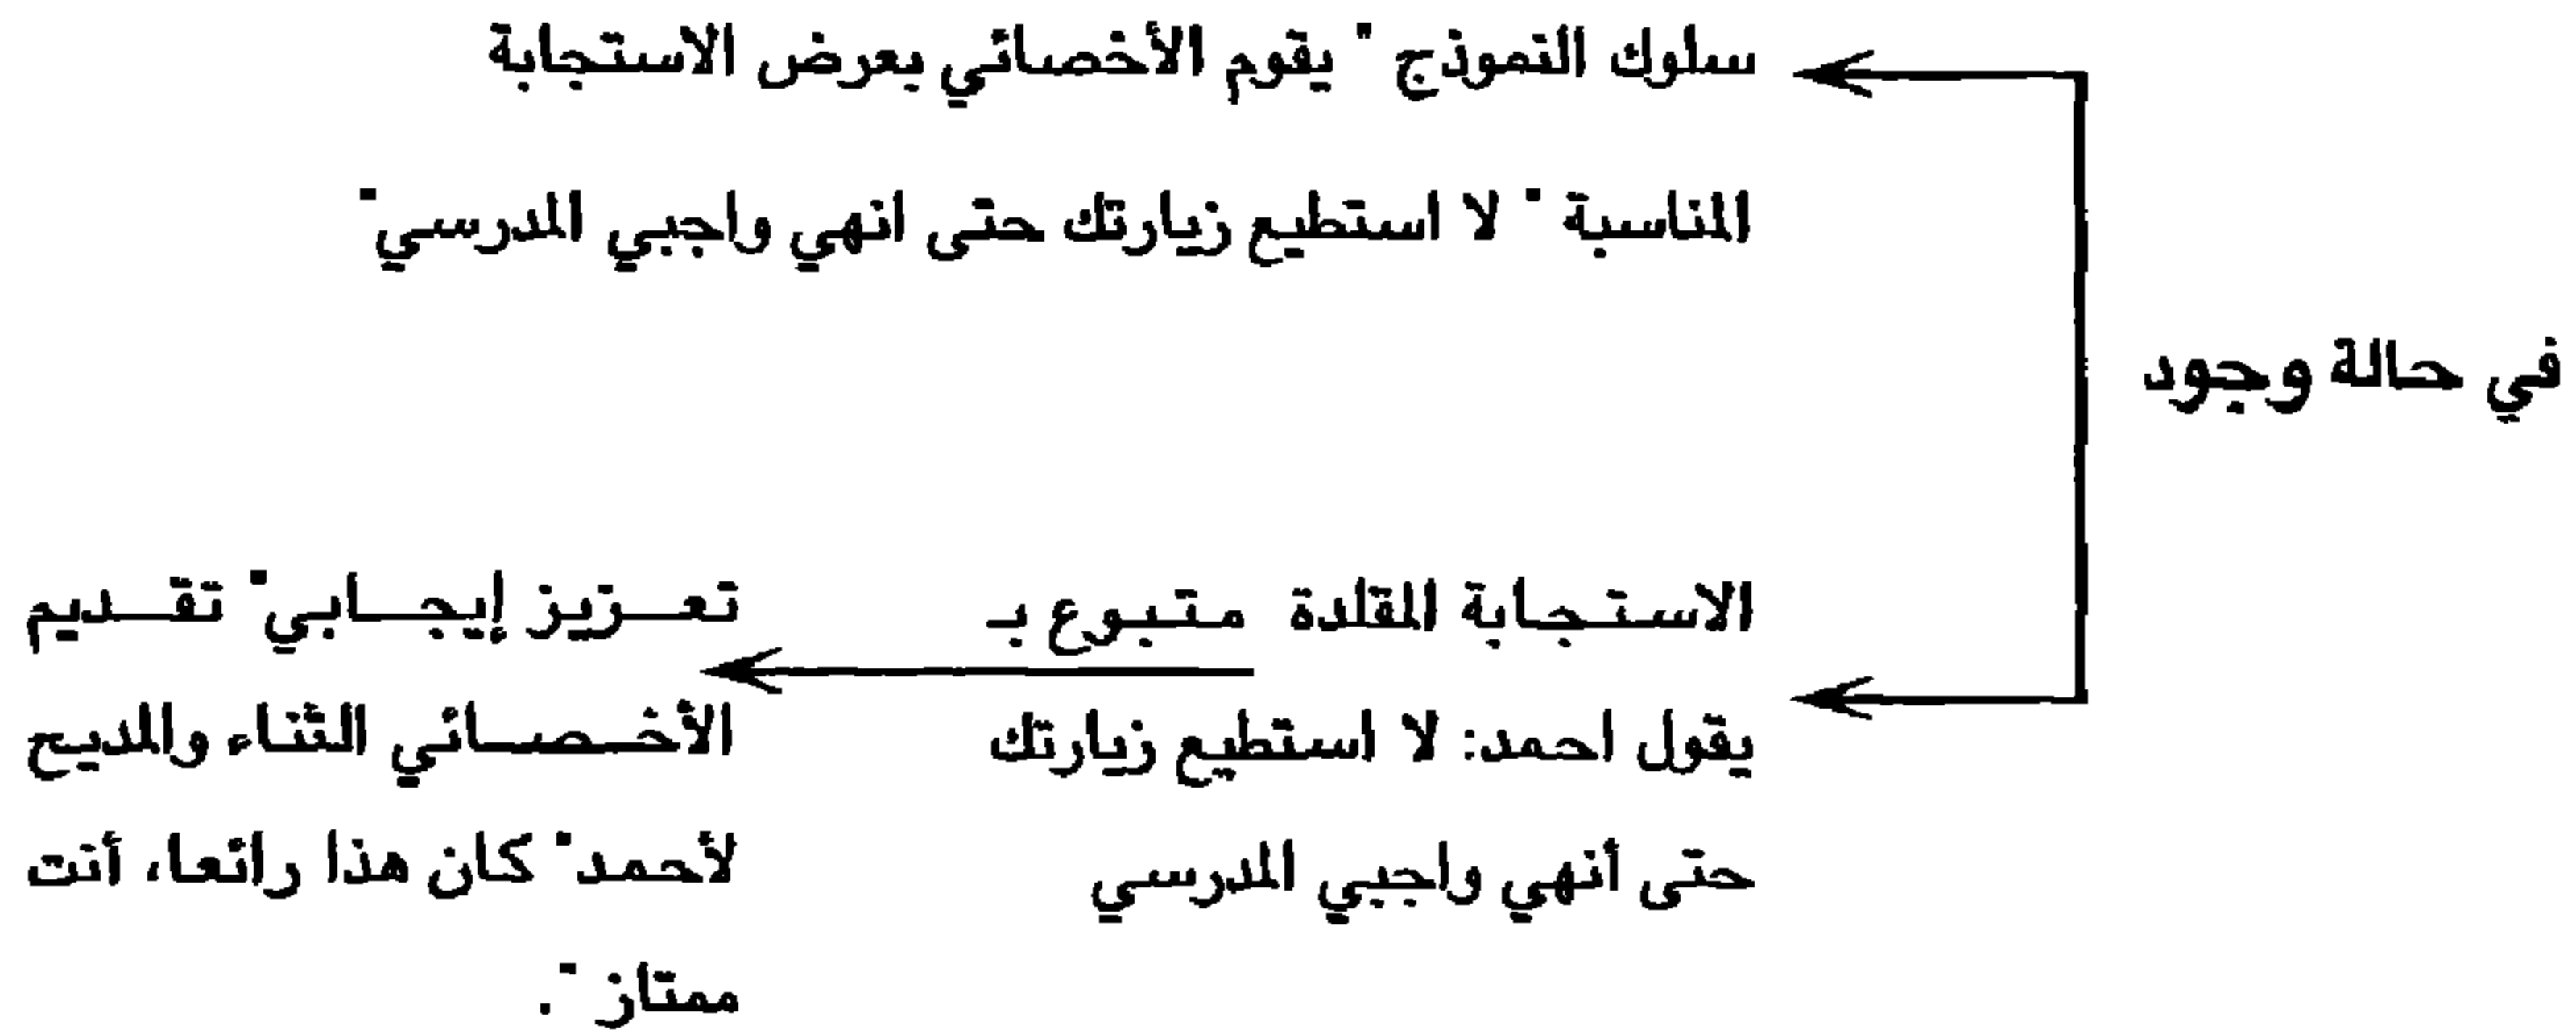 سلوك النموذج " يقوم الأخصائي بعرض الاستجابة
المناسبة " لا استطيع زيارتك حتى انهي واجبي المدرسي"
في حالة وجود
الاستجابة المقلدة متبوع بـ
يقول احمد: لا استطيع زيارتك
حتى أنهي واجبي المدرسي
تعزيز إيجابي" تقديم
الأخصائي الثناء والمديح
لأحمد" كان هذا رائعا، أنت
ممتاز ".